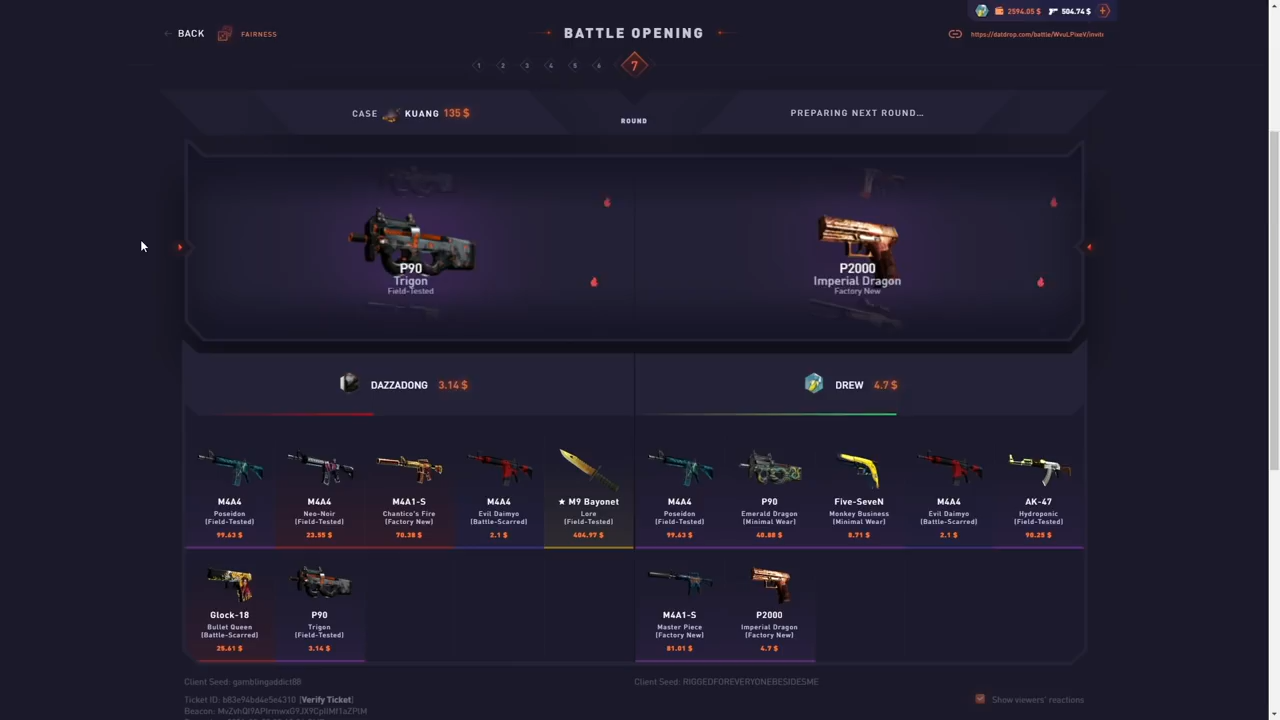 2594.05 $ 504.74 $ +
BACK FAIRNESS BATTLE OPENING https://datdrop.com/battle/WvuLPixeV/invits
1 2 3 4 5 6 7
CASE KUANG 135 $ ROUND PREPARING NEXT ROUND...
P90
Trigon
Field-Tested
P2000
Imperial Dragon
Factory New
DAZZADONG 3.14 $
DREW 4.7 $
M4A4
Poseidon
(Field-Tested)
99.63 $
M4A4
Neo-Noir
(Field-Tested)
23.55 $
M4A1-S
Chantico's Fire
(Factory New)
70.38 $
M4A4
Evil Daimyo
(Battle-Scarred)
2.1 $
★ M9 Bayonet
Lore
(Field-Tested)
404.97 $
M4A4
Poseidon
(Field-Tested)
99.63 $
P90
Emerald Dragon
(Minimal Wear)
40.88 $
Five-SeveN
Monkey Business
(Minimal Wear)
8.71 $
M4A4
Evil Daimyo
(Battle-Scarred)
2.1 $
AK-47
Hydroponic
(Field-Tested)
90.25 $
Glock-18
Bullet Queen
(Battle-Scarred)
25.61 $
P90
Trigon
(Field-Tested)
3.14 $
M4A1-S
Master Piece
(Factory New)
81.01 $
P2000
Imperial Dragon
(Factory New)
4.7 $
Client Seed: gamblingaddict88
Client Seed: RIGGEDFOREVERYONEBESIDESME
Ticket ID: b83e94bd4e5e4310 [Verify Ticket]
Show viewers' reactions